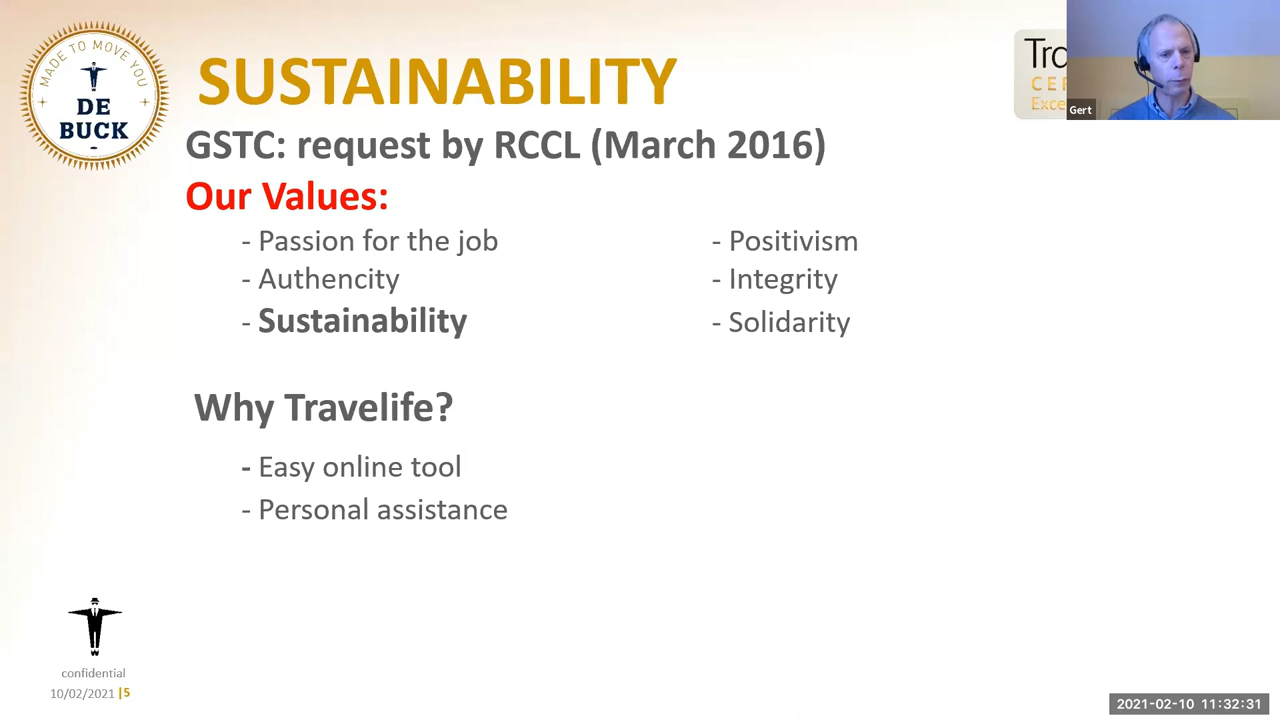 MADE TO MOVE YOU
DE
BUCK
SUSTAINABILITY
GSTC: request by RCCL (March 2016)
Our Values:
- Passion for the job
- Positivism
- Authencity
- Integrity
- Sustainability
- Solidarity
Why Travelife?
- Easy online tool
- Personal assistance
Gert
confidential
10/02/2021 |5
2021-02-10 11:32:31